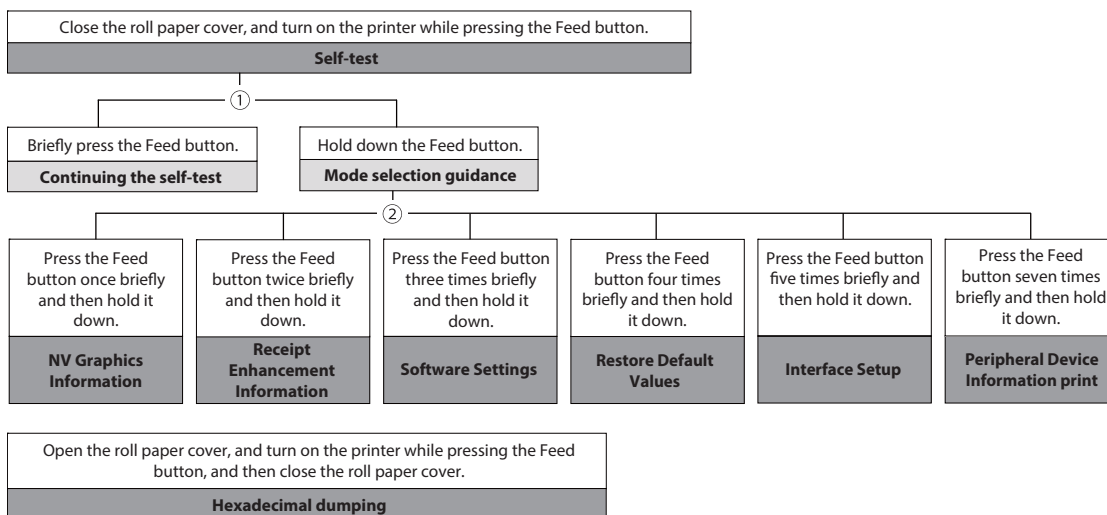 Close the roll paper cover, and turn on the printer while pressing the Feed button.
Self-test
①
Briefly press the Feed button.
Continuing the self-test
Hold down the Feed button.
Mode selection guidance
②
Press the Feed
button once briefly
and then hold it
down.
NV Graphics
Information
Press the Feed
button twice briefly
and then hold it
down.
Receipt
Enhancement
Information
Press the Feed button
three times briefly
and then hold it
down.
Software Settings
Press the Feed
button four times
briefly and then hold
it down.
Restore Default
Values
Press the Feed button
five times briefly and
then hold it down.
Interface Setup
Press the Feed
button seven times
briefly and then hold
it down.
Peripheral Device
Information print
Open the roll paper cover, and turn on the printer while pressing the Feed
button, and then close the roll paper cover.
Hexadecimal dumping